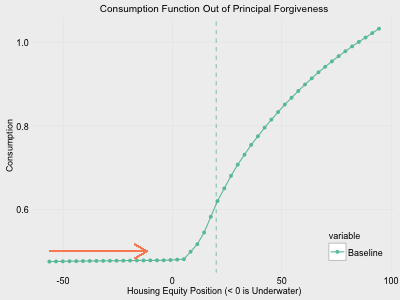 Consumption Function Out of Principal Forgiveness
1.0
0.8
0.6
Consumption
variable
Baseline
-50
0
50
100
Housing Equity Position (< 0 is Underwater)